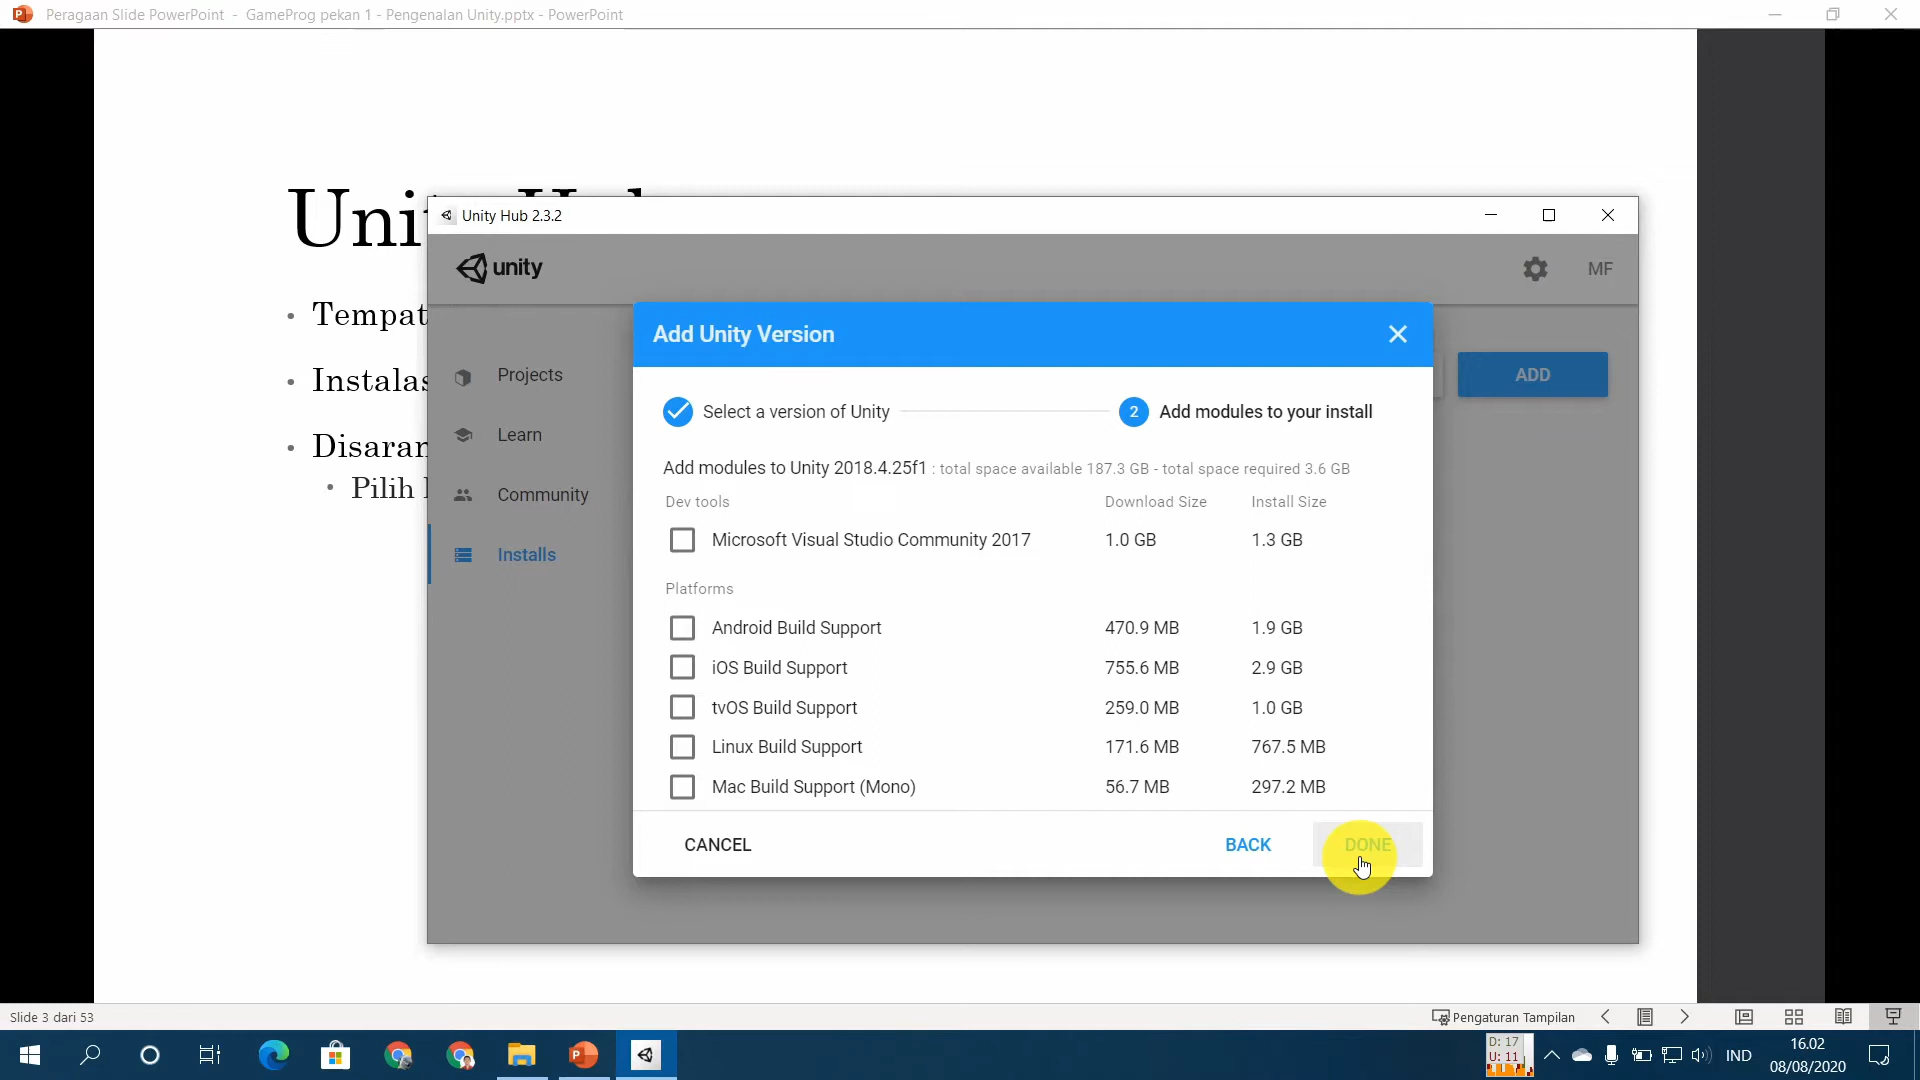 Peragaan Slide PowerPoint - GameProg pekan 1 - Pengenalan Unity.pptx - PowerPoint
Unity Hub 2.3.2
unity
MF
Tempat
Instalas
Disaran
Pilih
Projects
Learn
Community
Installs
ADD
Add Unity Version
Select a version of Unity
2 Add modules to your install
Add modules to Unity 2018.4.25f1 : total space available 187.3 GB - total space required 3.6 GB
Dev tools Download Size Install Size
Microsoft Visual Studio Community 2017 1.0 GB 1.3 GB
Platforms
Android Build Support 470.9 MB 1.9 GB
iOS Build Support 755.6 MB 2.9 GB
tvOS Build Support 259.0 MB 1.0 GB
Linux Build Support 171.6 MB 767.5 MB
Mac Build Support (Mono) 56.7 MB 297.2 MB
CANCEL BACK DONE
Slide 3 dari 53
Pengaturan Tampilan
D: 17
U: 11
IND
16.02
08/08/2020